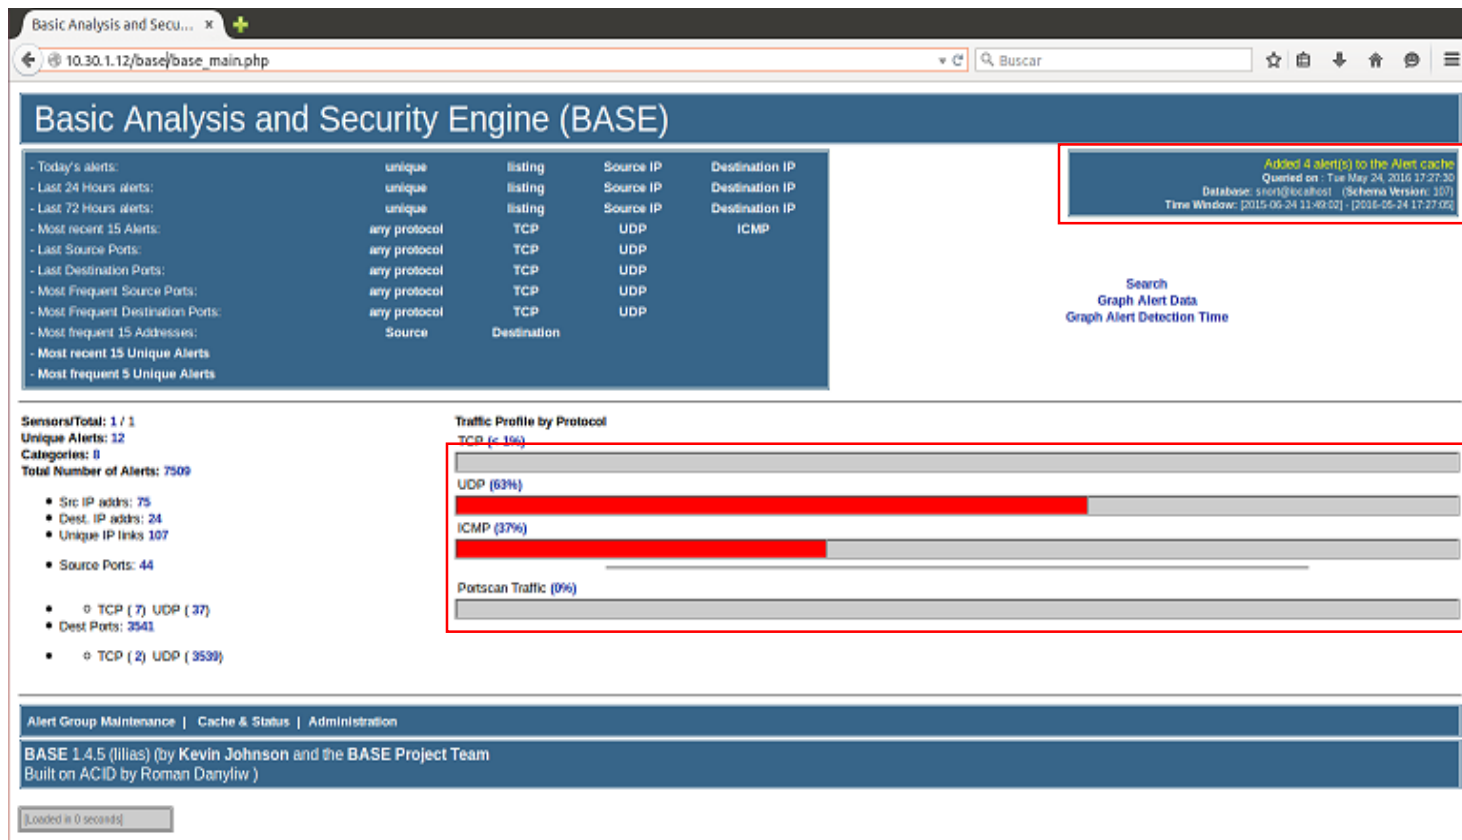 Basic Analysis and Secu... ×
10.30.1.12/base/base_main.php
Buscar
Basic Analysis and Security Engine (BASE)
- Today's alerts: unique listing Source IP Destination IP
- Last 24 Hours alerts: unique listing Source IP Destination IP
- Last 72 Hours alerts: unique listing Source IP Destination IP
- Most recent 15 Alerts: any protocol TCP UDP ICMP
- Last Source Ports: any protocol TCP UDP
- Last Destination Ports: any protocol TCP UDP
- Most Frequent Source Ports: any protocol TCP UDP
- Most Frequent Destination Ports: any protocol TCP UDP
- Most frequent 15 Addresses: Source Destination
- Most recent 15 Unique Alerts
- Most frequent 5 Unique Alerts
Added 4 alert(s) to the Alert cache
Queried on : Tue May 24, 2016 17:27:30
Database: snort@localhost (Schema Version: 107)
Time Window: [2015-06-24 11:49:02] - [2016-05-24 17:27:05]
Search
Graph Alert Data
Graph Alert Detection Time
Sensors/Total: 1 / 1
Unique Alerts: 12
Categories: 8
Total Number of Alerts: 7509
• Src IP addrs: 75
• Dest. IP addrs: 24
• Unique IP links 107
• Source Ports: 44
• ○ TCP ( 7) UDP ( 37)
• Dest Ports: 3541
• ○ TCP ( 2) UDP ( 3539)
Traffic Profile by Protocol
TCP (< 1%)
UDP (63%)
ICMP (37%)
Portscan Traffic (0%)
Alert Group Maintenance | Cache & Status | Administration
BASE 1.4.5 (lilias) (by Kevin Johnson and the BASE Project Team
Built on ACID by Roman Danyliw )
[Loaded in 0 seconds]